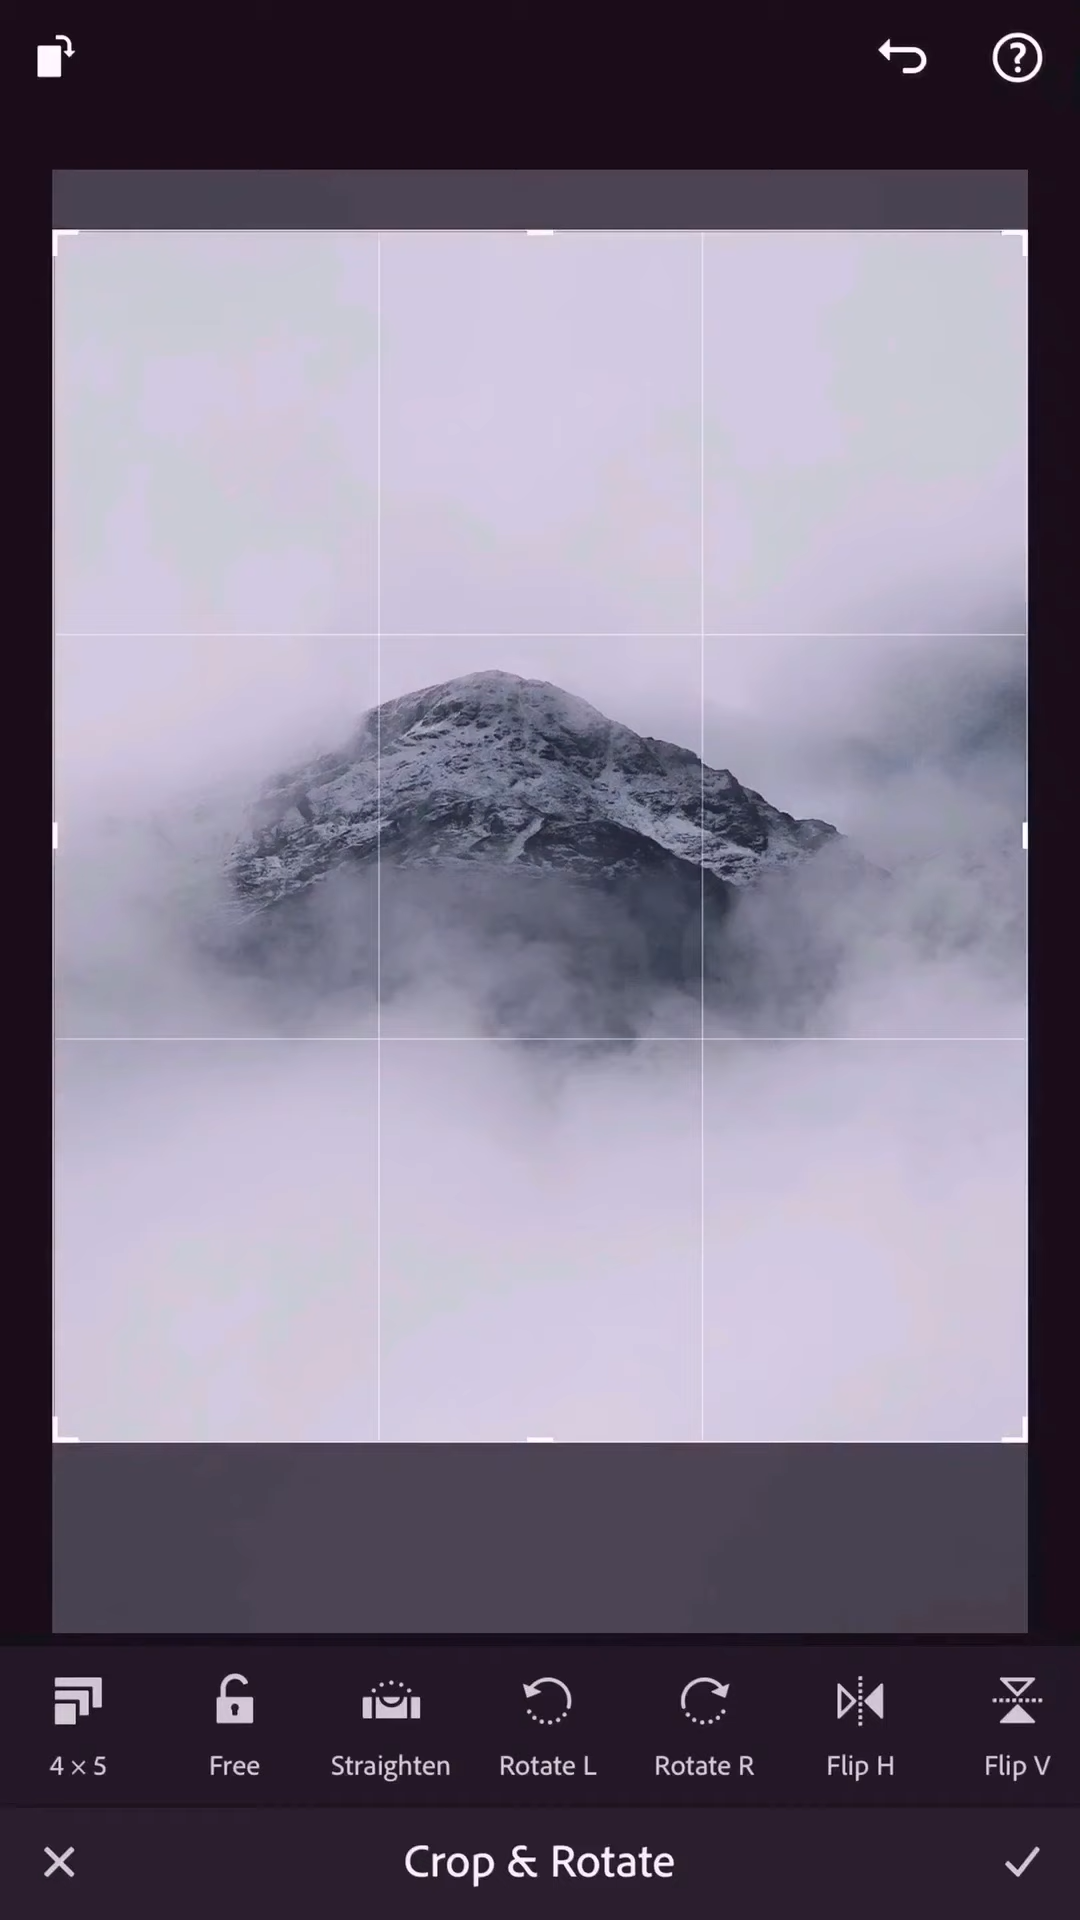 4 × 5
Free
Straighten
Rotate L
Rotate R
Flip H
Flip V
Crop & Rotate